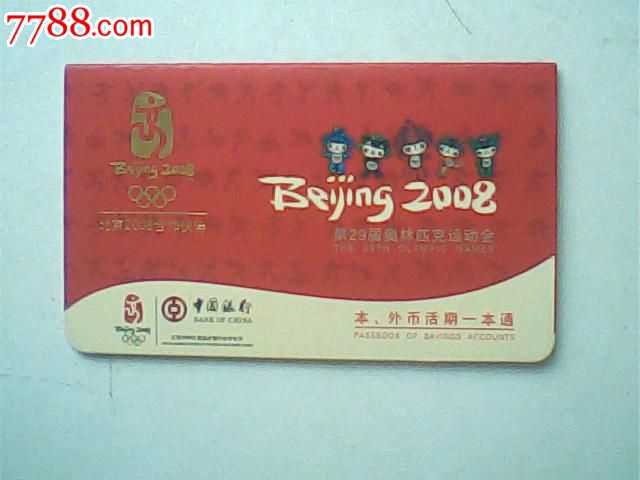 7788.com
Beijing 2008
北京2008合作伙伴
Beijing 2008
第29届奥林匹克运动会
THE 29TH OLYMPIC GAMES
Beijing 2008
中国银行
BANK OF CHINA
本、外币活期一本通
PASSBOOK OF SAVINGS ACCOUNTS